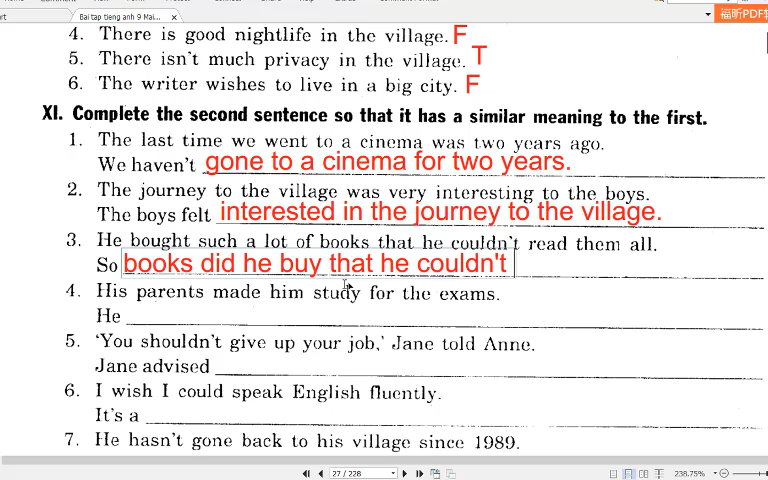 Bai tap tieng anh 9 Mai... ×
福昕PDF
4. There is good nightlife in the village. F
5. There isn't much privacy in the village. T
6. The writer wishes to live in a big city. F
XI. Complete the second sentence so that it has a similar meaning to the first.
1. The last time we went to a cinema was two years ago.
We haven't gone to a cinema for two years.
2. The journey to the village was very interesting to the boys.
The boys felt interested in the journey to the village.
3. He bought such a lot of books that he couldn't read them all.
So books did he buy that he couldn't
4. His parents made him study for the exams.
He
5. 'You shouldn't give up your job,' Jane told Anne.
Jane advised
6. I wish I could speak English fluently.
It's a
7. He hasn't gone back to his village since 1989.
27 / 228
238.75%